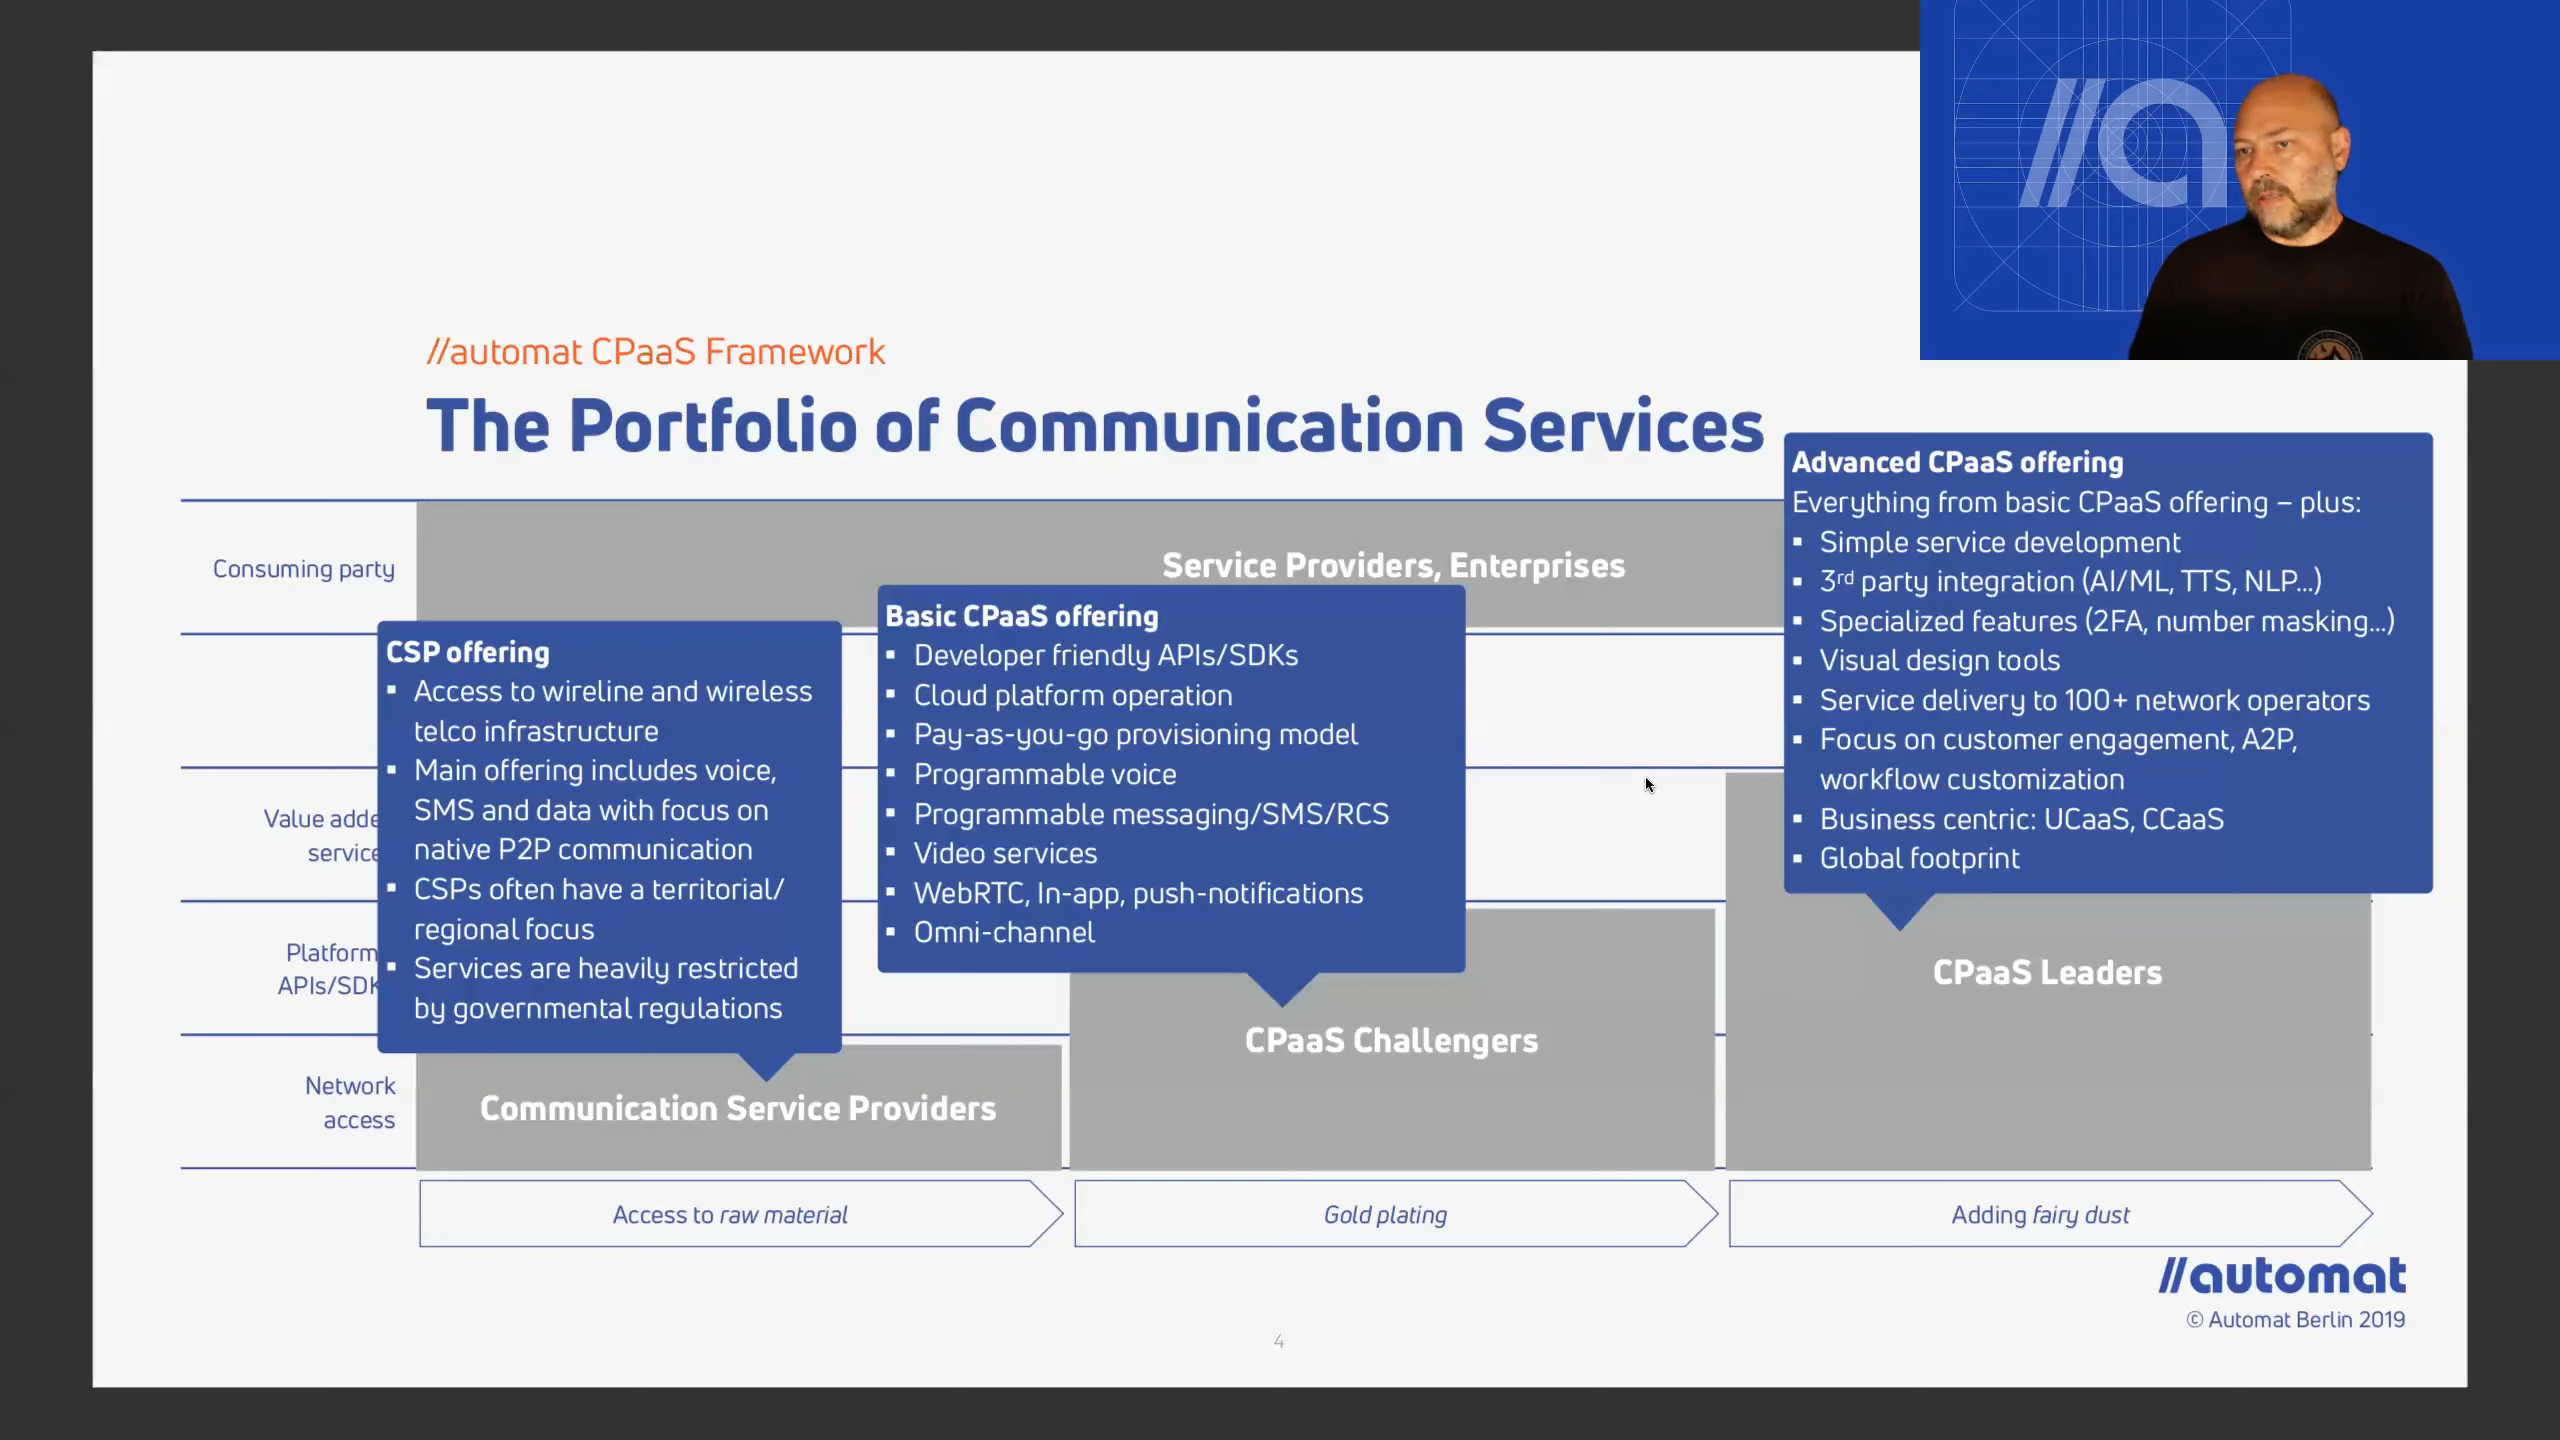 //a
//automat CPaaS Framework
The Portfolio of Communication Services
Consuming party
Service Providers, Enterprises
Value adde
service
Platform
APIs/SDK
Network
access
CSP offering
▪ Access to wireline and wireless
telco infrastructure
▪ Main offering includes voice,
SMS and data with focus on
native P2P communication
▪ CSPs often have a territorial/
regional focus
▪ Services are heavily restricted
by governmental regulations
Communication Service Providers
Basic CPaaS offering
▪ Developer friendly APIs/SDKs
▪ Cloud platform operation
▪ Pay-as-you-go provisioning model
▪ Programmable voice
▪ Programmable messaging/SMS/RCS
▪ Video services
▪ WebRTC, In-app, push-notifications
▪ Omni-channel
CPaaS Challengers
Advanced CPaaS offering
Everything from basic CPaaS offering – plus:
▪ Simple service development
▪ 3rd party integration (AI/ML, TTS, NLP...)
▪ Specialized features (2FA, number masking...)
▪ Visual design tools
▪ Service delivery to 100+ network operators
▪ Focus on customer engagement, A2P,
workflow customization
▪ Business centric: UCaaS, CCaaS
▪ Global footprint
CPaaS Leaders
Access to raw material
Gold plating
Adding fairy dust
//automat
© Automat Berlin 2019
4